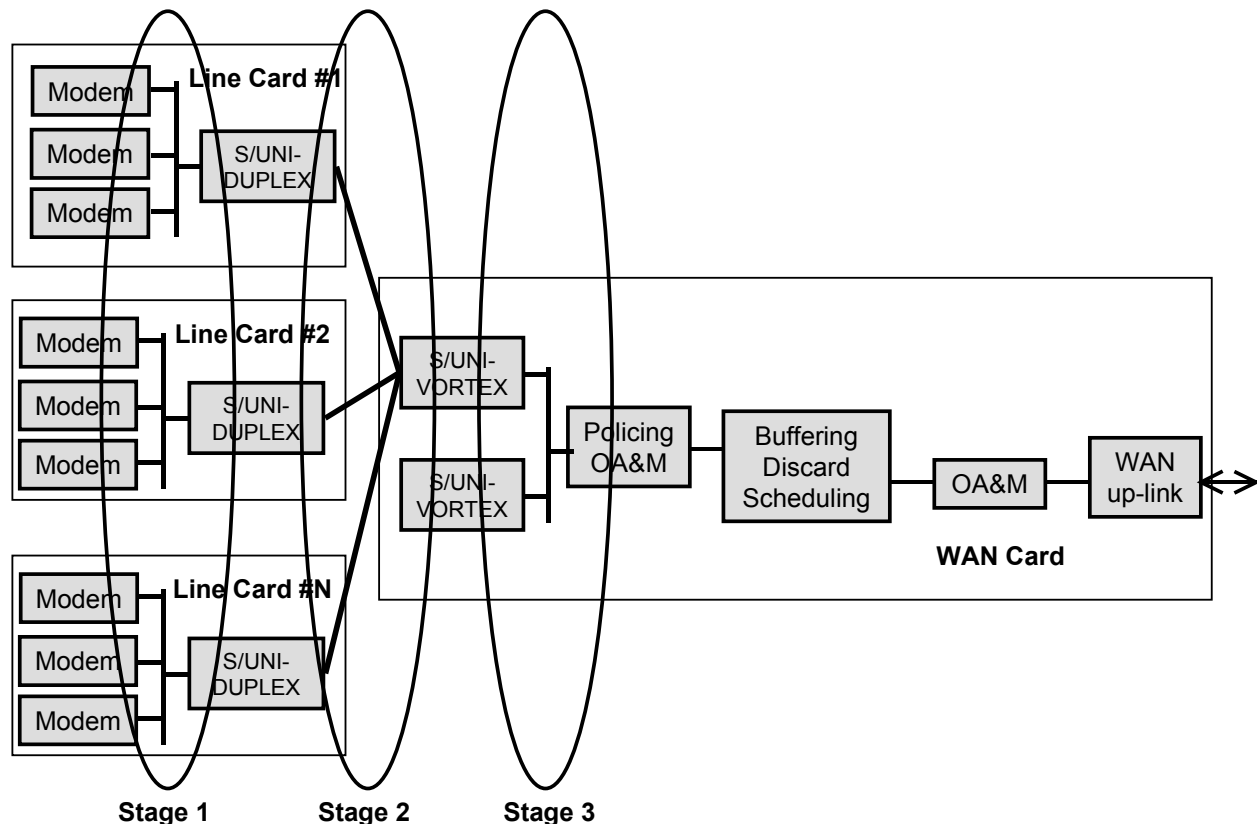 Line Card #1
Modem
Modem
Modem
S/UNI-
DUPLEX
Line Card #2
Modem
Modem
Modem
S/UNI-
DUPLEX
Line Card #N
Modem
Modem
Modem
S/UNI-
DUPLEX
S/UNI-
VORTEX
S/UNI-
VORTEX
Policing
OA&M
Buffering
Discard
Scheduling
OA&M
WAN
up-link
WAN Card
Stage 1
Stage 2
Stage 3